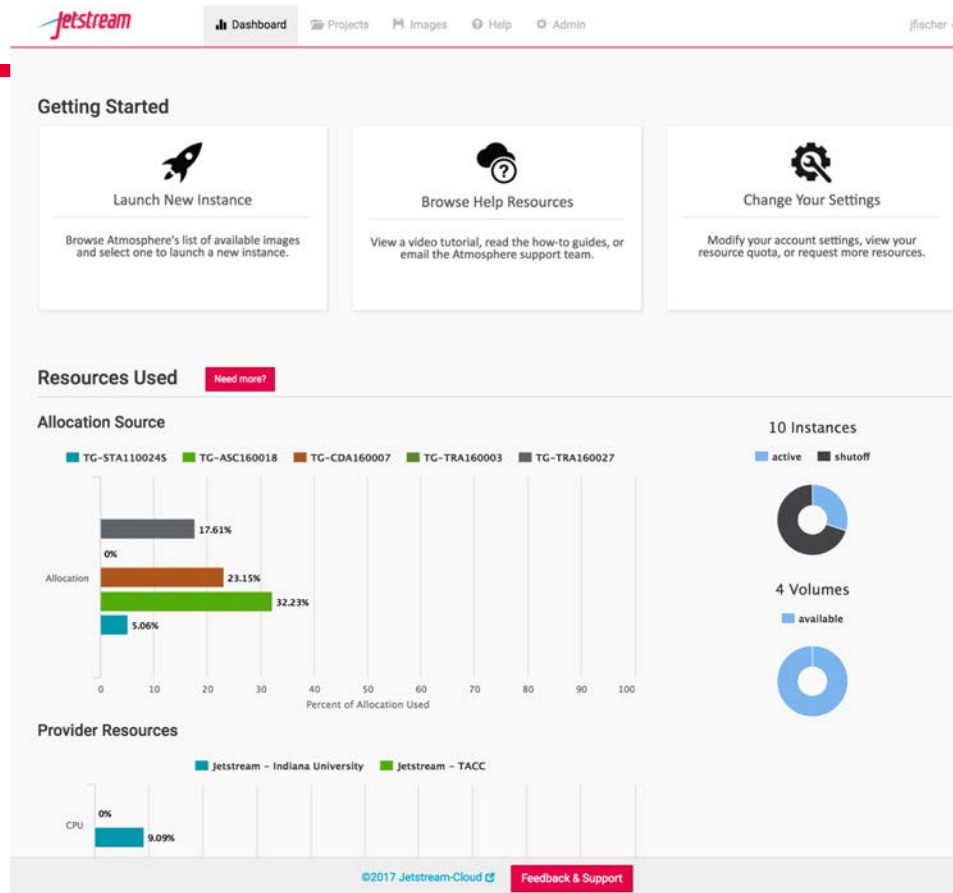 Jetstream
Dashboard Projects Images Help Admin jfischer
Getting Started
Launch New Instance
Browse Atmosphere's list of available images
and select one to launch a new instance.
Browse Help Resources
View a video tutorial, read the how-to guides, or
email the Atmosphere support team.
Change Your Settings
Modify your account settings, view your
resource quota, or request more resources.
Resources Used Need more?
Allocation Source
TG-STA110024S TG-ASC160018 TG-CDA160007 TG-TRA160003 TG-TRA160027
17.61%
0%
Allocation
23.15%
32.23%
5.06%
0 10 20 30 40 50 60 70 80 90 100
Percent of Allocation Used
10 Instances
active shutoff
4 Volumes
available
Provider Resources
Jetstream - Indiana University Jetstream - TACC
CPU
0%
9.09%
©2017 Jetstream-Cloud Feedback & Support